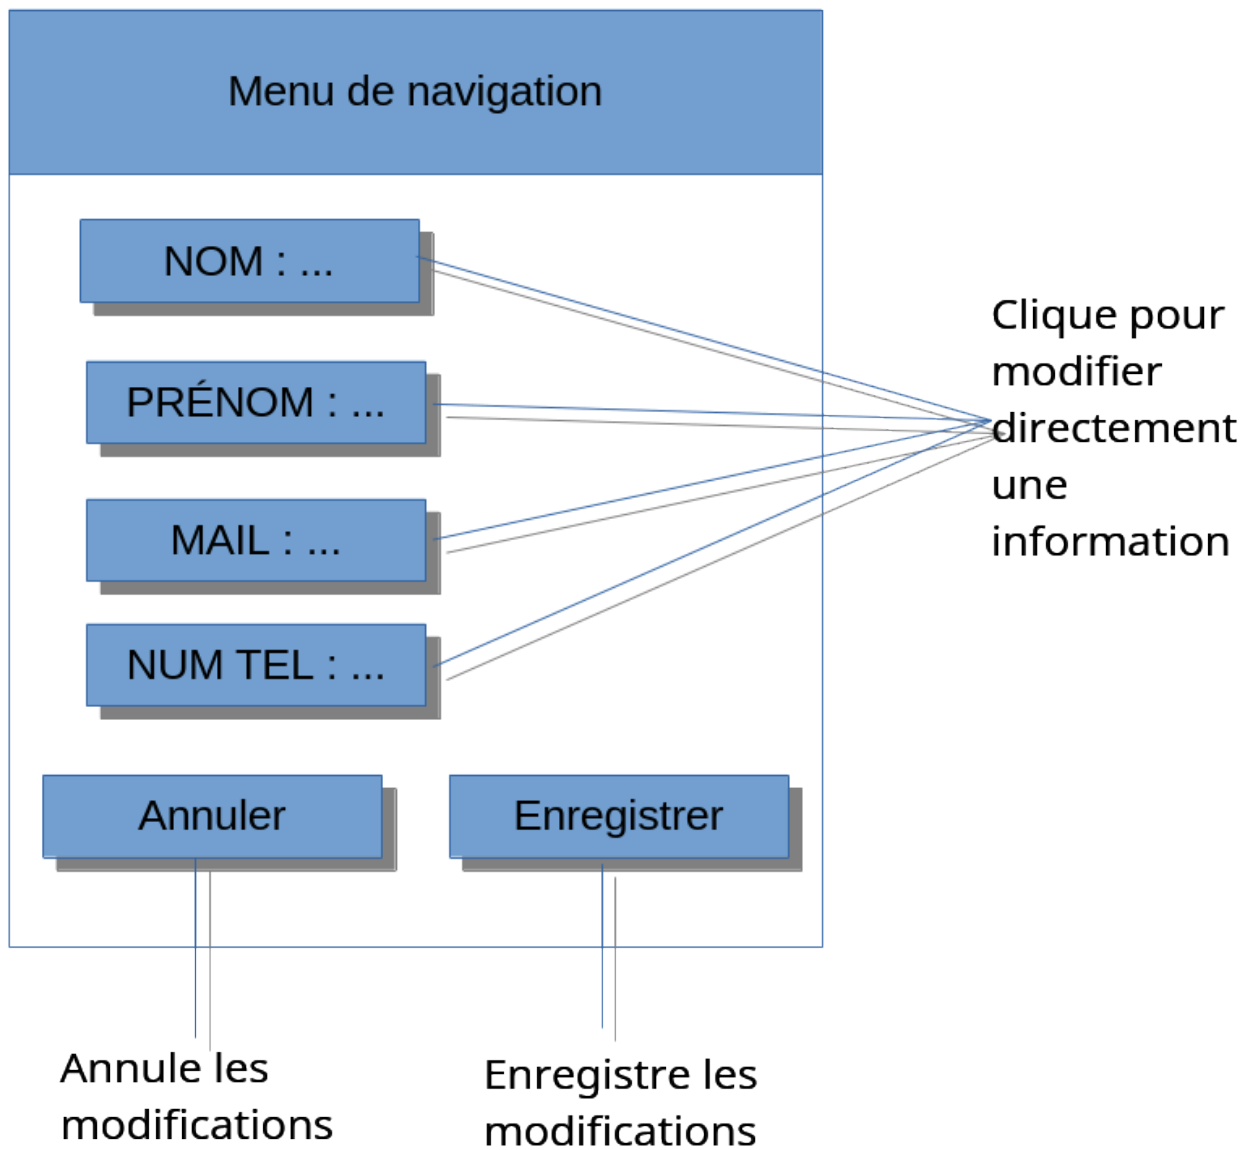 Menu de navigation
NOM : ...
PRÉNOM : ...
MAIL : ...
NUM TEL : ...
Clique pour
modifier
directement
une
information
Annuler
Enregistrer
Annule les
modifications
Enregistre les
modifications